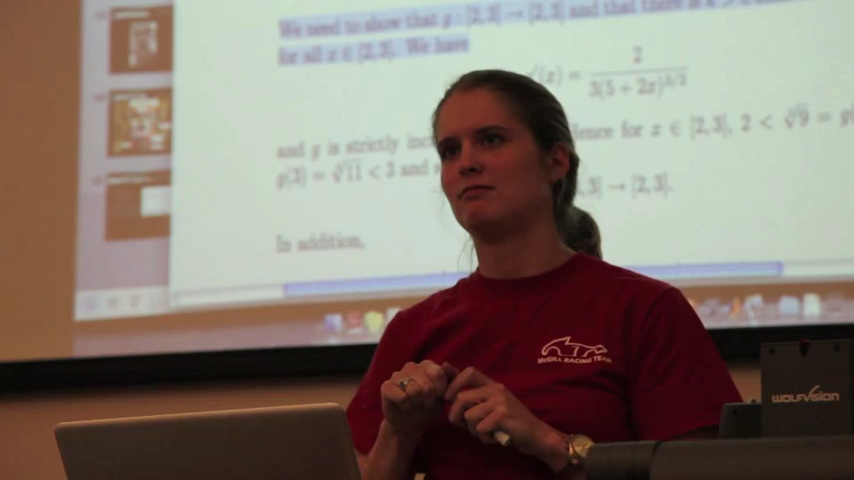 We need to show that g : [2,3] → [2,3] and that there is
for all x ∈ [2,3]. We have
(x) = 2 / 3(5 + 2x)^{2/3}
and g is strictly inc ence for x ∈ [2,3], 2 < ∛9 = g(
g(3) = ∛11 < 3 and
3] → [2,3].
In addition,
McGILL RACING TEAM
WOLFVISION